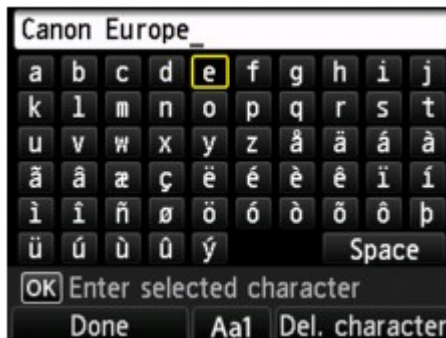 Canon Europe_
a b c d e f g h i j
k l m n o p q r s t
u v w x y z å ä á à
ã â æ ç ë é è ê ï í
ì î ñ ø ö ó ò õ ô þ
ü ú ù û ý Space
OK Enter selected character
Done Aa1 Del. character